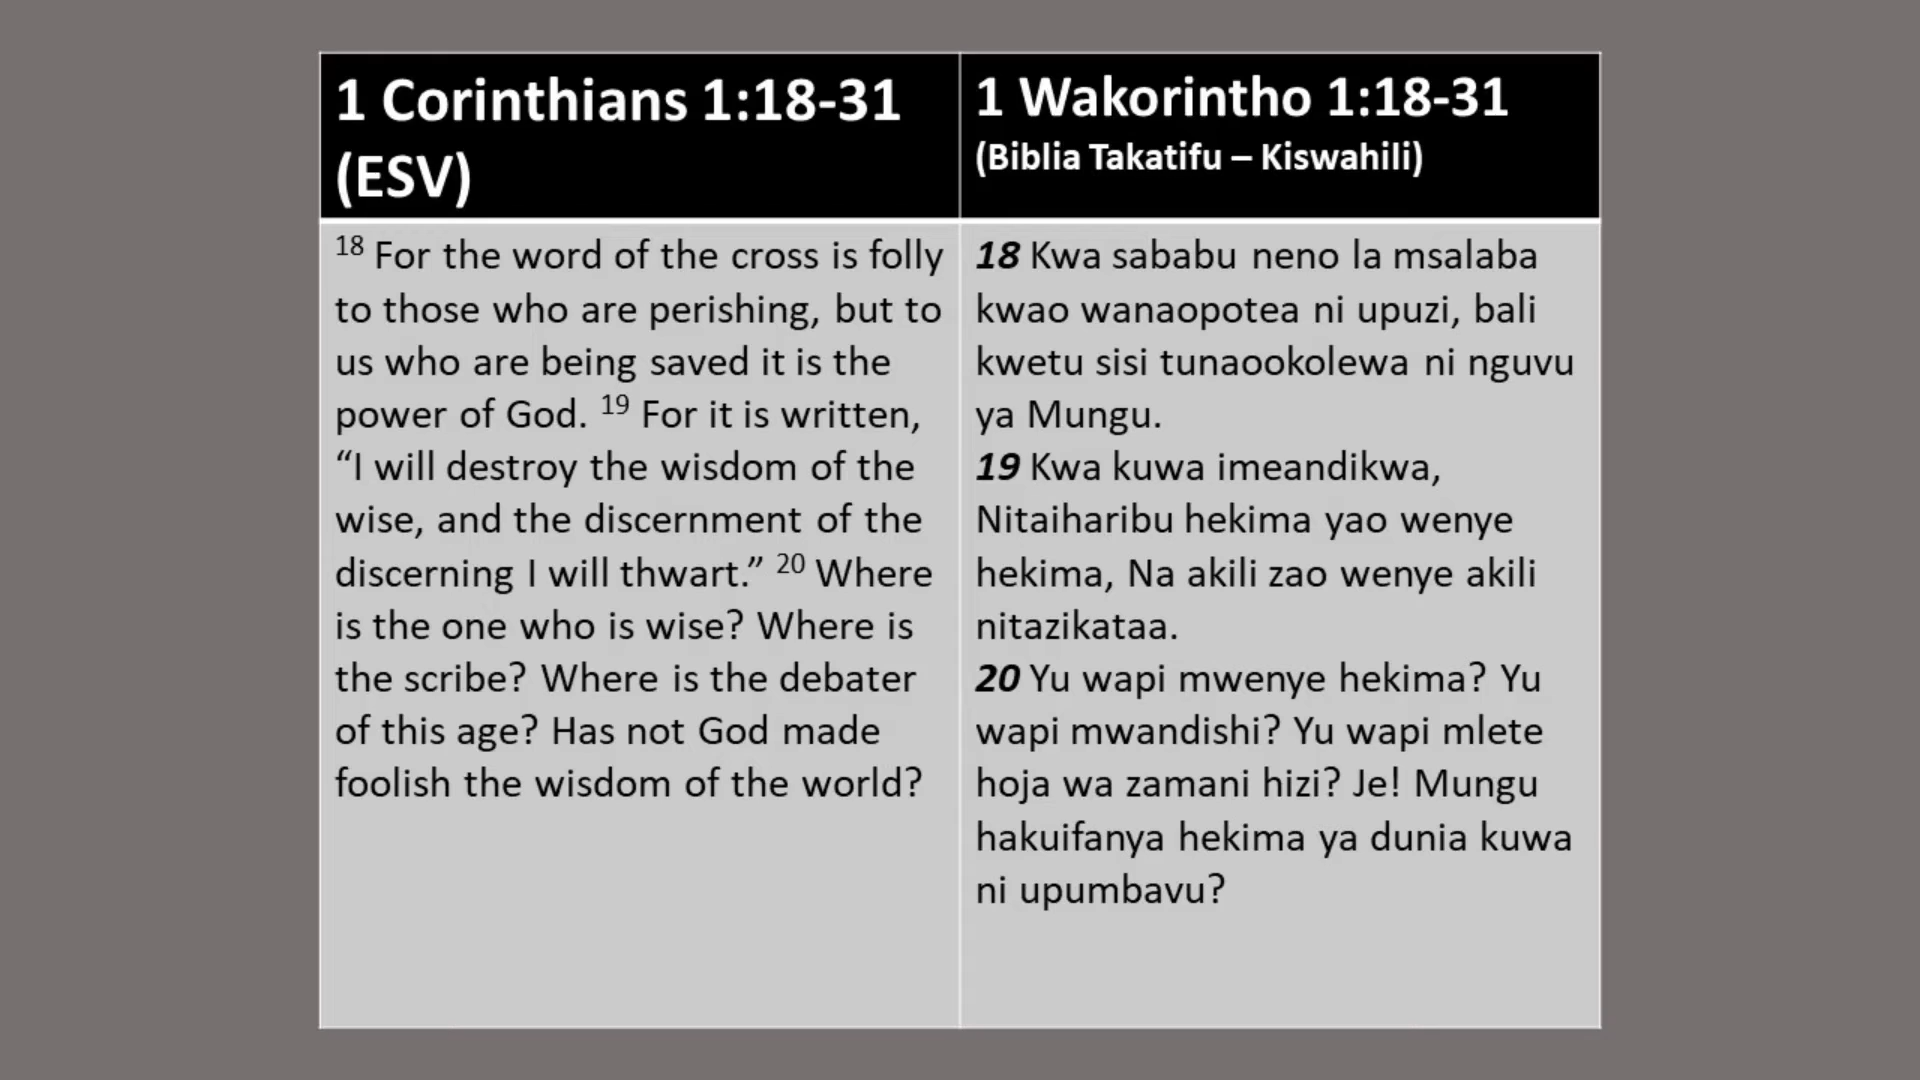 1 Corinthians 1:18-31
(ESV)
18 For the word of the cross is folly
to those who are perishing, but to
us who are being saved it is the
power of God. 19 For it is written,
“I will destroy the wisdom of the
wise, and the discernment of the
discerning I will thwart.” 20 Where
is the one who is wise? Where is
the scribe? Where is the debater
of this age? Has not God made
foolish the wisdom of the world?
1 Wakorintho 1:18-31
(Biblia Takatifu – Kiswahili)
18 Kwa sababu neno la msalaba
kwao wanaopotea ni upuzi, bali
kwetu sisi tunaookolewa ni nguvu
ya Mungu.
19 Kwa kuwa imeandikwa,
Nitaiharibu hekima yao wenye
hekima, Na akili zao wenye akili
nitazikataa.
20 Yu wapi mwenye hekima? Yu
wapi mwandishi? Yu wapi mlete
hoja wa zamani hizi? Je! Mungu
hakuifanya hekima ya dunia kuwa
ni upumbavu?